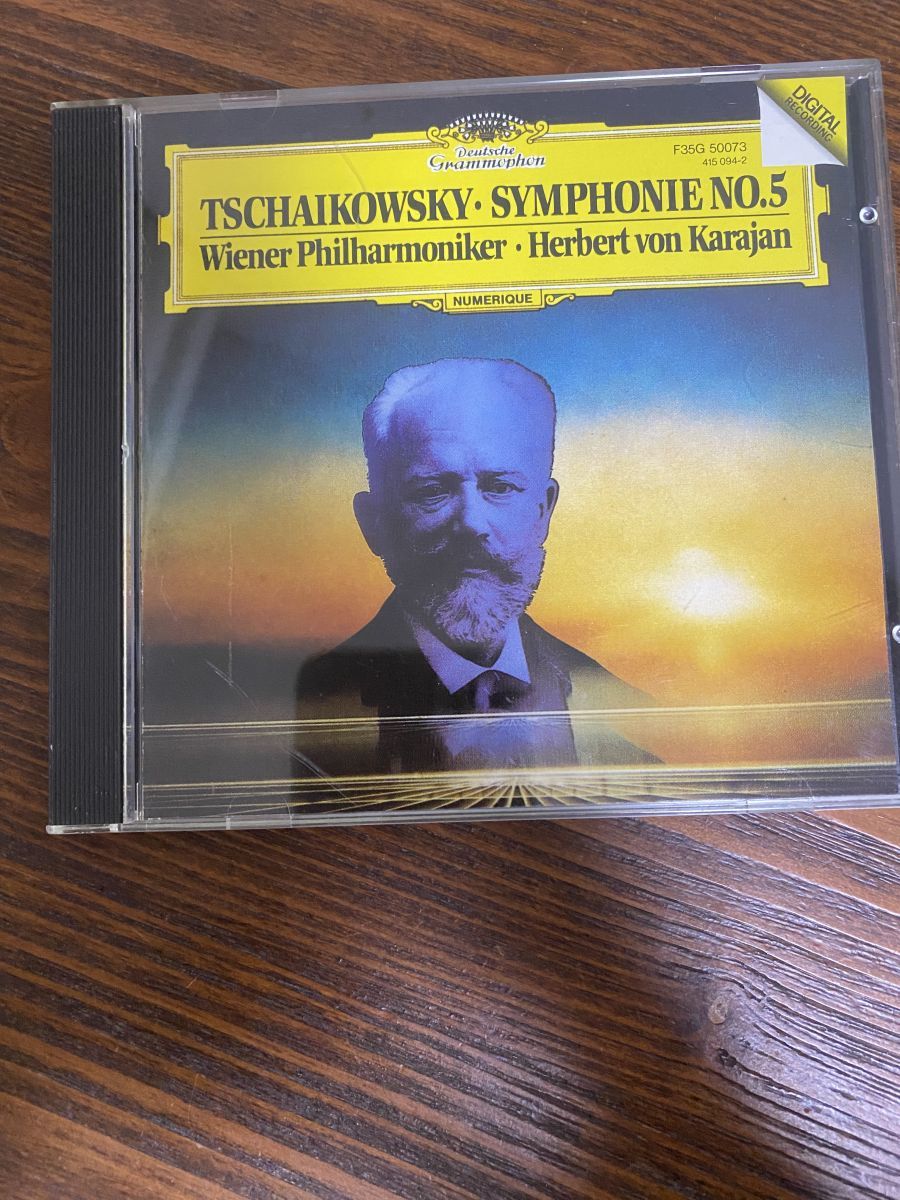 DIGITAL
RECORDING
Deutsche
Grammophon
F35G 50073
415 094-2
TSCHAIKOWSKY · SYMPHONIE NO.5
Wiener Philharmoniker · Herbert von Karajan
NUMERIQUE